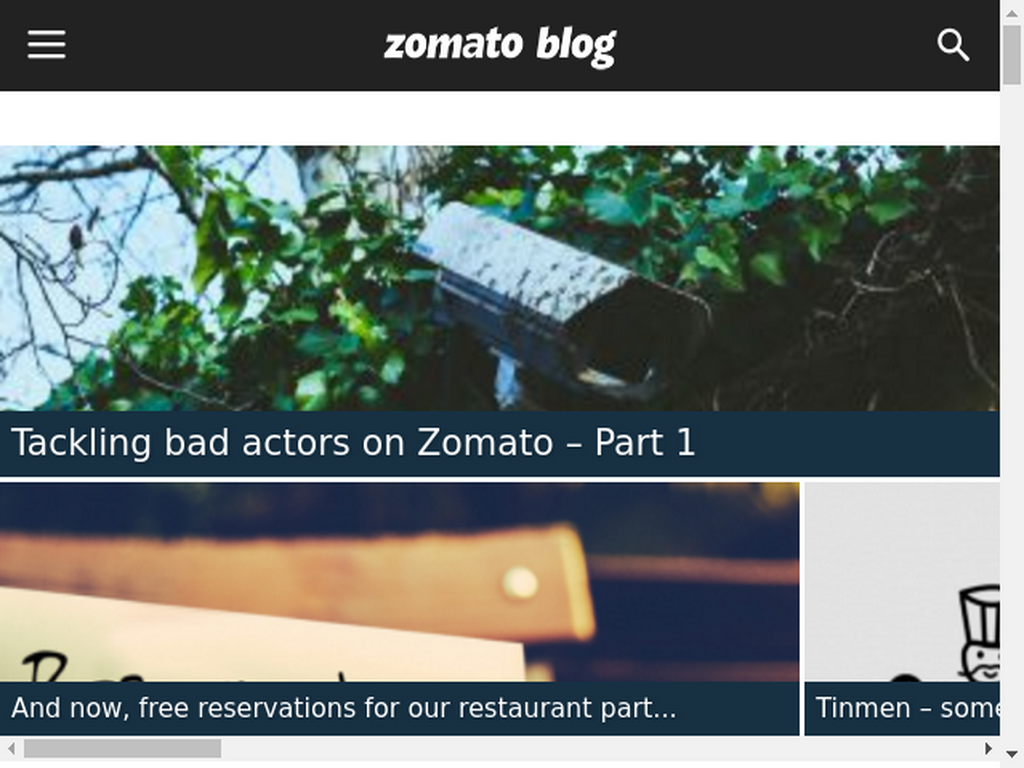 zomato blog
Tackling bad actors on Zomato – Part 1
And now, free reservations for our restaurant part...
Tinmen – some